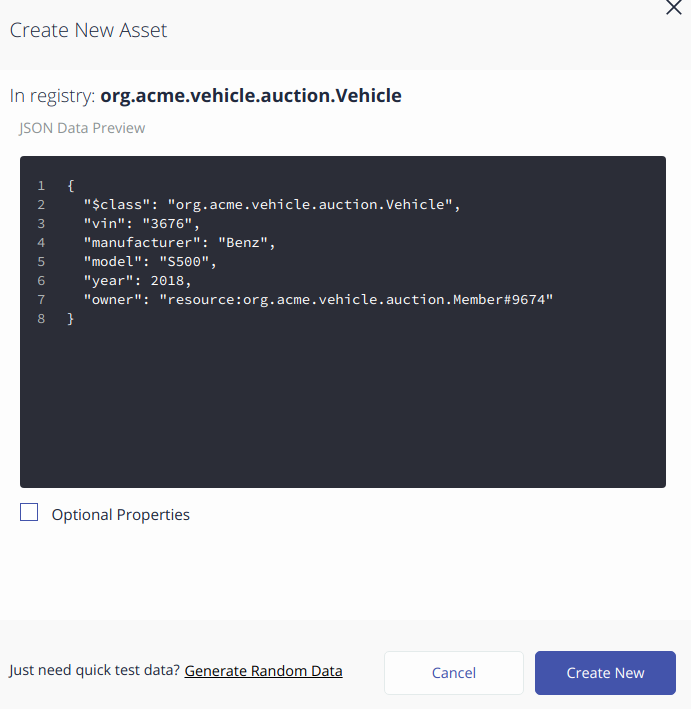 Create New Asset
In registry: org.acme.vehicle.auction.Vehicle
JSON Data Preview
1 {
2 "$class": "org.acme.vehicle.auction.Vehicle",
3 "vin": "3676",
4 "manufacturer": "Benz",
5 "model": "S500",
6 "year": 2018,
7 "owner": "resource:org.acme.vehicle.auction.Member#9674"
8 }
Optional Properties
Just need quick test data? Generate Random Data
Cancel
Create New